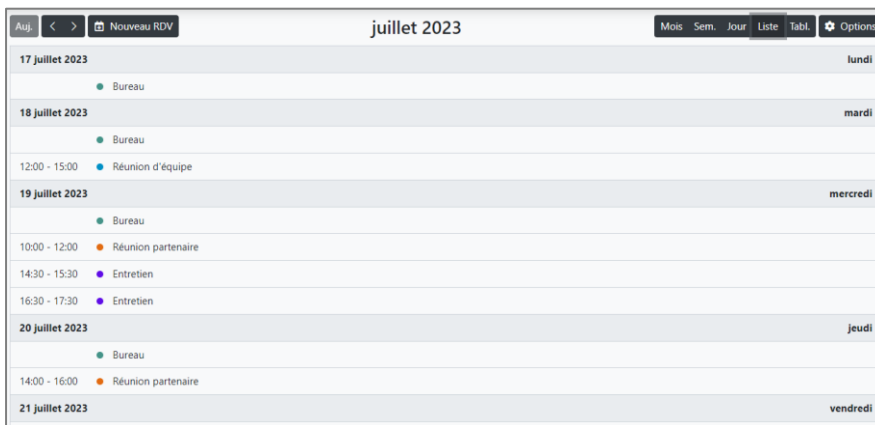 Auj. < > Nouveau RDV juillet 2023 Mois Sem. Jour Liste Tabl. Options
17 juillet 2023 lundi
Bureau
18 juillet 2023 mardi
Bureau
12:00 - 15:00 Réunion d'équipe
19 juillet 2023 mercredi
Bureau
10:00 - 12:00 Réunion partenaire
14:30 - 15:30 Entretien
16:30 - 17:30 Entretien
20 juillet 2023 jeudi
Bureau
14:00 - 16:00 Réunion partenaire
21 juillet 2023 vendredi